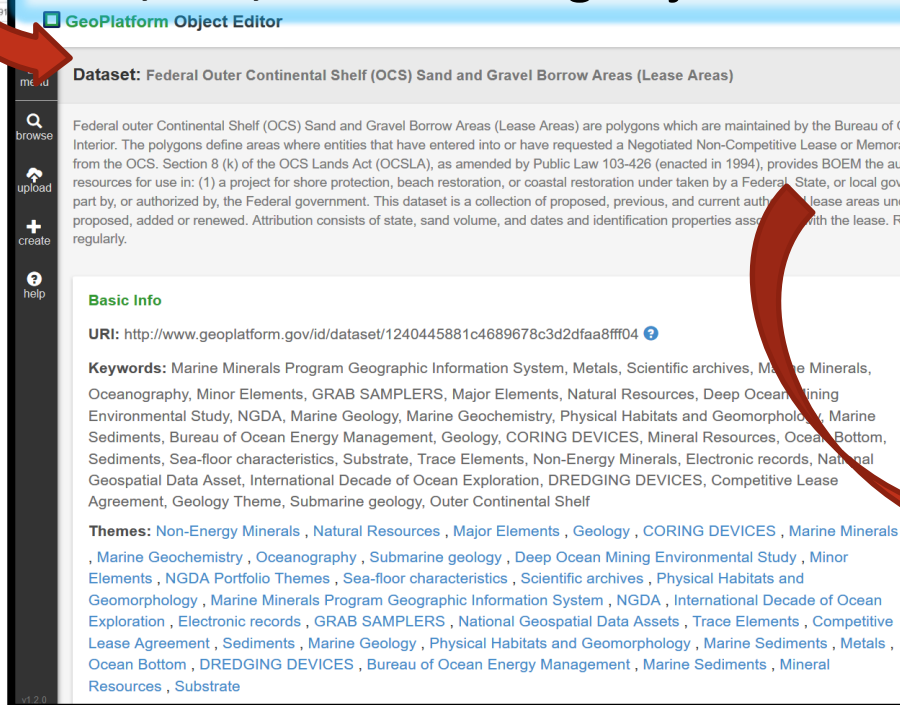 GeoPlatform Object Editor
Dataset: Federal Outer Continental Shelf (OCS) Sand and Gravel Borrow Areas (Lease Areas)
menu
browse
upload
create
help
Federal outer Continental Shelf (OCS) Sand and Gravel Borrow Areas (Lease Areas) are polygons which are maintained by the Bureau of
Interior. The polygons define areas where entities that have entered into or have requested a Negotiated Non-Competitive Lease or
from the OCS. Section 8 (k) of the OCS Lands Act (OCSLA), as amended by Public Law 103-426 (enacted in 1994), provides BOEM the
resources for use in: (1) a project for shore protection, beach restoration, or coastal restoration under taken by a Federal, State, or local
part by, or authorized by, the Federal government. This dataset is a collection of proposed, previous, and current lease areas
proposed, added or renewed. Attribution consists of state, sand volume, and dates and identification properties with the lease.
regularly.
Basic Info
URI: http://www.geoplatform.gov/id/dataset/1240445881c4689678c3d2dfaa8fff04
Keywords: Marine Minerals Program Geographic Information System, Metals, Scientific archives, Marine Minerals,
Oceanography, Minor Elements, GRAB SAMPLERS, Major Elements, Natural Resources, Deep Ocean Mining
Environmental Study, NGDA, Marine Geology, Marine Geochemistry, Physical Habitats and Geomorphology, Marine
Sediments, Bureau of Ocean Energy Management, Geology, CORING DEVICES, Mineral Resources, Ocean Bottom,
Sediments, Sea-floor characteristics, Substrate, Trace Elements, Non-Energy Minerals, Electronic records, National
Geospatial Data Asset, International Decade of Ocean Exploration, DREDGING DEVICES, Competitive Lease
Agreement, Geology Theme, Submarine geology, Outer Continental Shelf
Themes: Non-Energy Minerals , Natural Resources , Major Elements , Geology , CORING DEVICES , Marine Minerals
, Marine Geochemistry , Oceanography , Submarine geology , Deep Ocean Mining Environmental Study , Minor
Elements , NGDA Portfolio Themes , Sea-floor characteristics , Scientific archives , Physical Habitats and
Geomorphology , Marine Minerals Program Geographic Information System , NGDA , International Decade of Ocean
Exploration , Electronic records , GRAB SAMPLERS , National Geospatial Data Assets , Trace Elements , Competitive
Lease Agreement , Sediments , Marine Geology , Physical Habitats and Geomorphology , Marine Sediments , Metals ,
Ocean Bottom , DREDGING DEVICES , Bureau of Ocean Energy Management , Marine Sediments , Mineral
Resources , Substrate
v1.2.0